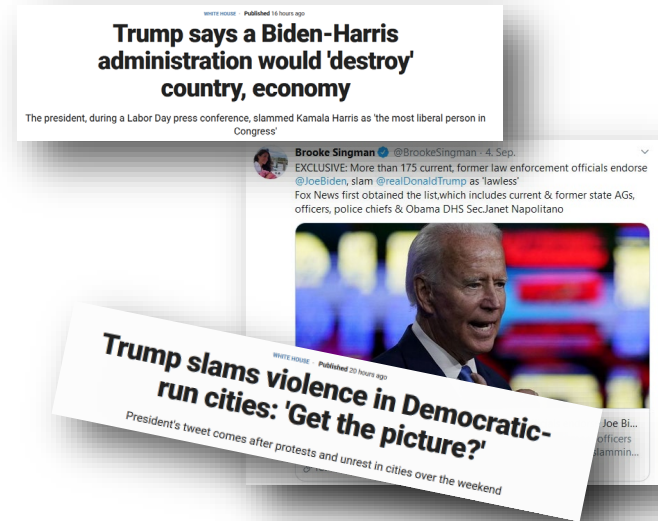 WHITE HOUSE · Published 16 hours ago
Trump says a Biden-Harris
administration would 'destroy'
country, economy
The president, during a Labor Day press conference, slammed Kamala Harris as 'the most liberal person in
Congress'
Brooke Singman @BrookeSingman · 4. Sep.
EXCLUSIVE: More than 175 current, former law enforcement officials endorse
@JoeBiden, slam @realDonaldTrump as 'lawless'
Fox News first obtained the list,which includes current & former state AGs,
officers, police chiefs & Obama DHS Sec.Janet Napolitano
WHITE HOUSE · Published 20 hours ago
Trump slams violence in Democratic-
run cities: 'Get the picture?'
President's tweet comes after protests and unrest in cities over the weekend
Joe Bi...
officers
slammin...